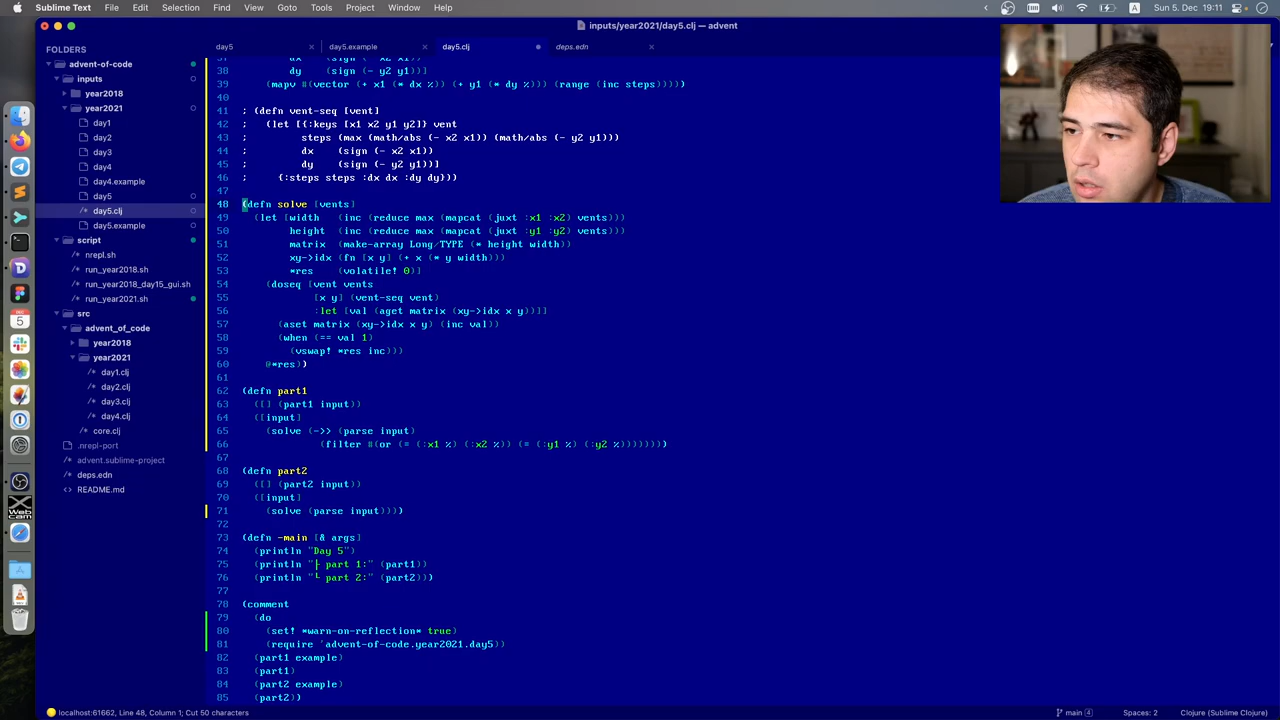 Sublime Text File Edit Selection Find View Goto Tools Project Window Help
A Sun 5. Dec 19:11
inputs/year2021/day5.clj — advent
FOLDERS
advent-of-code
inputs
year2018
year2021
day1
day2
day3
day4
day4.example
day5
day5.clj
day5.example
script
nrepl.sh
run_year2018.sh
run_year2018_day15_gui.sh
run_year2021.sh
src
advent_of_code
year2018
year2021
day1.clj
day2.clj
day3.clj
day4.clj
core.clj
.nrepl-port
advent.sublime-project
deps.edn
README.md
day5 day5.example day5.clj deps.edn
37 dx (sign (- x2 x1))
38 dy (sign (- y2 y1))]
39 (mapv #(vector (+ x1 (* dx %)) (+ y1 (* dy %))) (range (inc steps)))))
40
41 ; (defn vent-seq [vent]
42 ; (let [{:keys [x1 x2 y1 y2]} vent
43 ; steps (max (math/abs (- x2 x1)) (math/abs (- y2 y1)))
44 ; dx (sign (- x2 x1))
45 ; dy (sign (- y2 y1))]
46 ; {:steps steps :dx dx :dy dy}))
47
48 (defn solve [vents]
49 (let [width (inc (reduce max (mapcat (juxt :x1 :x2) vents)))
50 height (inc (reduce max (mapcat (juxt :y1 :y2) vents)))
51 matrix (make-array Long/TYPE (* height width))
52 xy->idx (fn [x y] (+ x (* y width)))
53 *res (volatile! 0)]
54 (doseq [vent vents
55 [x y] (vent-seq vent)
56 :let [val (aget matrix (xy->idx x y))]]
57 (aset matrix (xy->idx x y) (inc val))
58 (when (== val 1)
59 (vswap! *res inc)))
60 @*res))
61
62 (defn part1
63 ([] (part1 input))
64 ([input]
65 (solve (->> (parse input)
66 (filter #(or (= (:x1 %) (:x2 %)) (= (:y1 %) (:y2 %)))))))
67
68 (defn part2
69 ([] (part2 input))
70 ([input]
71 (solve (parse input))))
72
73 (defn -main [& args]
74 (println "Day 5")
75 (println "├ part 1:" (part1))
76 (println "└ part 2:" (part2)))
77
78 (comment
79 (do
80 (set! *warn-on-reflection* true)
81 (require 'advent-of-code.year2021.day5))
82 (part1 example)
83 (part1)
84 (part2 example)
85 (part2))
localhost:61662, Line 48, Column 1; Cut 50 characters main 4 Spaces: 2 Clojure (Sublime Clojure)